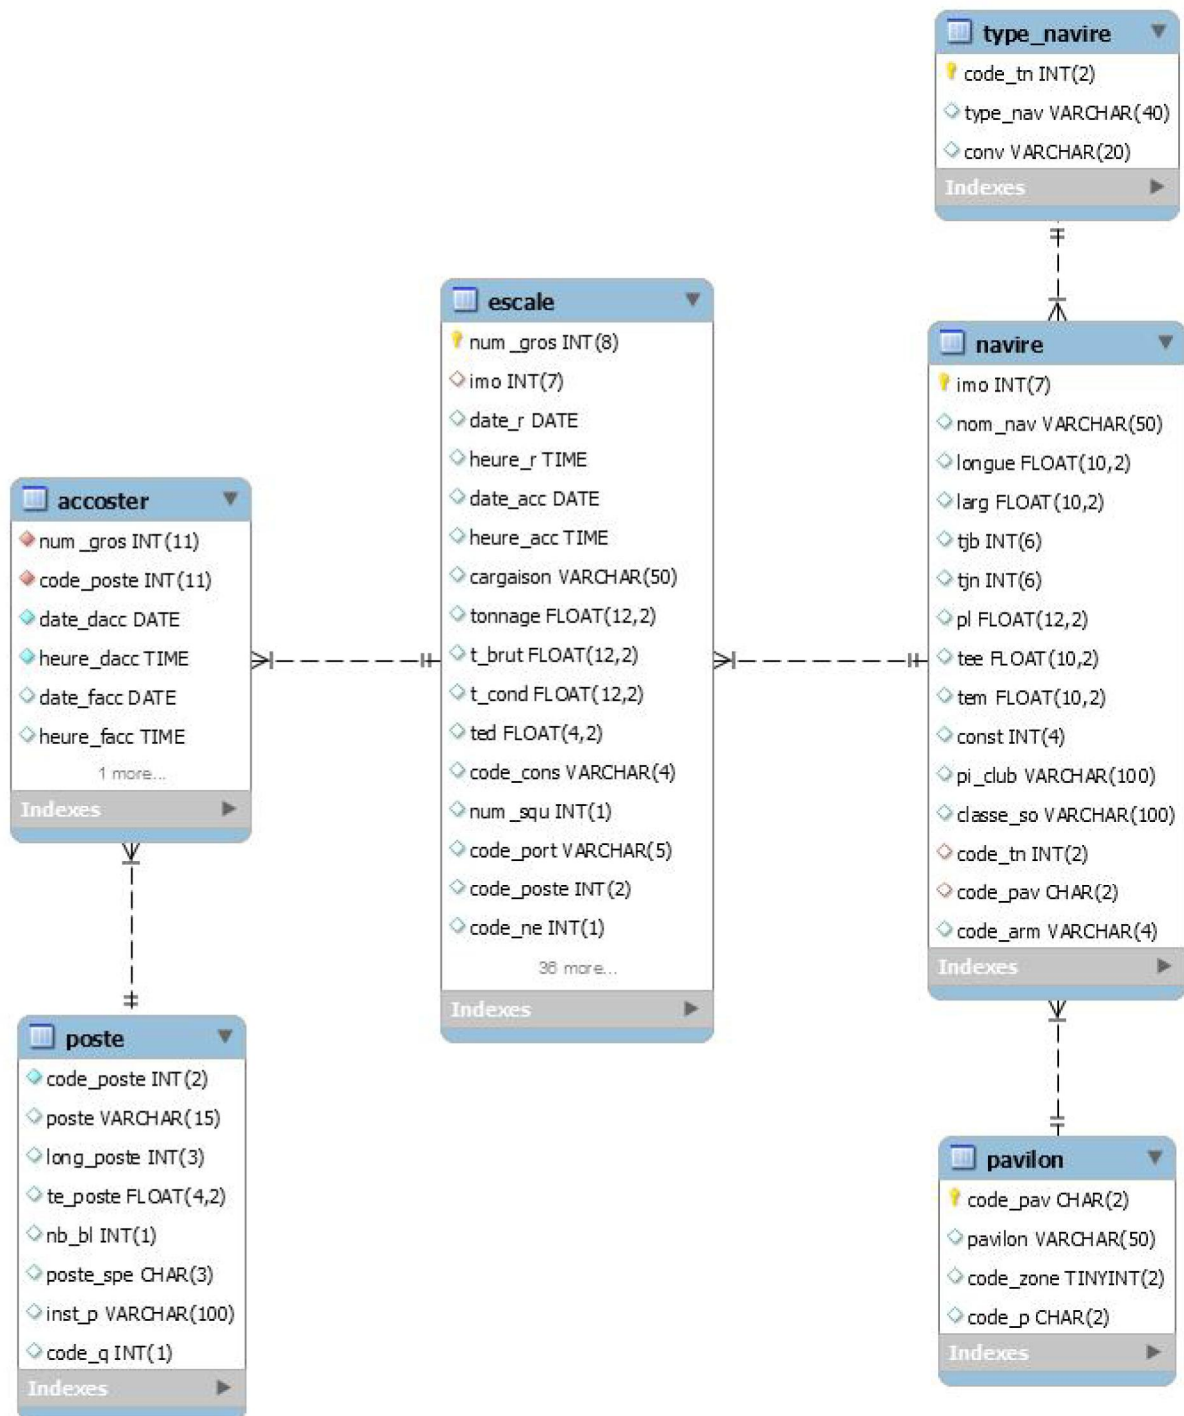 type_navire
code_tn INT(2)
type_nav VARCHAR(40)
conv VARCHAR(20)
Indexes
escale
num_gros INT(8)
imo INT(7)
date_r DATE
heure_r TIME
date_acc DATE
heure_acc TIME
cargaison VARCHAR(50)
tonnage FLOAT(12,2)
t_brut FLOAT(12,2)
t_cond FLOAT(12,2)
ted FLOAT(4,2)
code_cons VARCHAR(4)
num_squ INT(1)
code_port VARCHAR(5)
code_poste INT(2)
code_ne INT(1)
36 more...
Indexes
navire
imo INT(7)
nom_nav VARCHAR(50)
longue FLOAT(10,2)
larg FLOAT(10,2)
tjb INT(6)
tjn INT(6)
pl FLOAT(12,2)
tee FLOAT(10,2)
tem FLOAT(10,2)
const INT(4)
pi_club VARCHAR(100)
classe_so VARCHAR(100)
code_tn INT(2)
code_pav CHAR(2)
code_arm VARCHAR(4)
Indexes
accoster
num_gros INT(11)
code_poste INT(11)
date_dacc DATE
heure_dacc TIME
date_facc DATE
heure_facc TIME
1 more...
Indexes
poste
code_poste INT(2)
poste VARCHAR(15)
long_poste INT(3)
te_poste FLOAT(4,2)
nb_bl INT(1)
poste_spe CHAR(3)
inst_p VARCHAR(100)
code_q INT(1)
Indexes
pavilon
code_pav CHAR(2)
pavilon VARCHAR(50)
code_zone TINYINT(2)
code_p CHAR(2)
Indexes